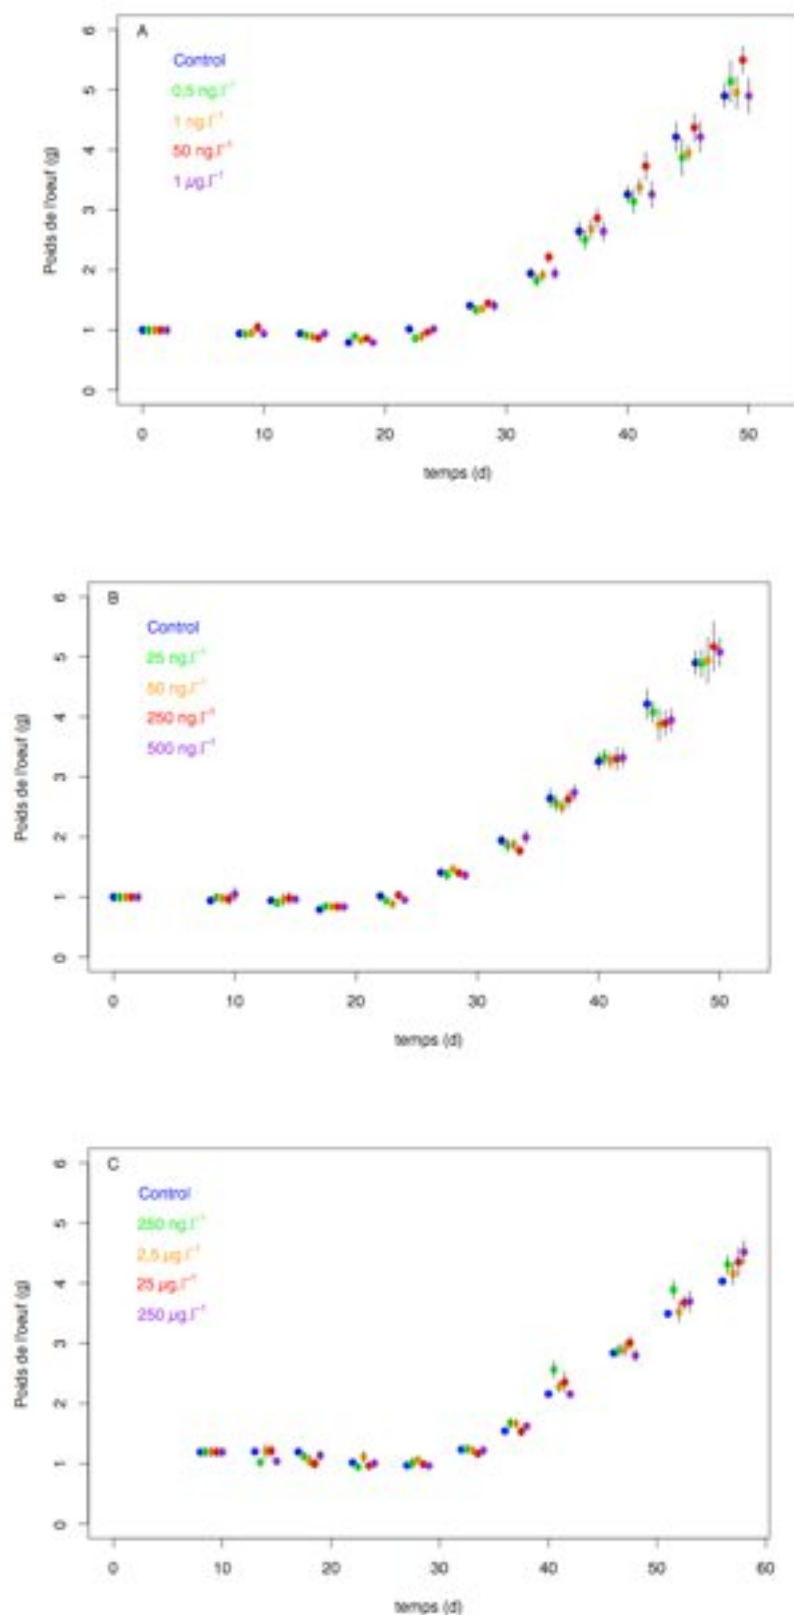 A
Control
0,5 ng.l⁻¹
1 ng.l⁻¹
50 ng.l⁻¹
1 µg.l⁻¹
Poids de l'oeuf (g)
0 1 2 3 4 5 6
0 10 20 30 40 50
temps (d)
B
Control
25 ng.l⁻¹
50 ng.l⁻¹
250 ng.l⁻¹
500 ng.l⁻¹
Poids de l'oeuf (g)
0 1 2 3 4 5 6
0 10 20 30 40 50
temps (d)
C
Control
250 ng.l⁻¹
2,5 µg.l⁻¹
25 µg.l⁻¹
250 µg.l⁻¹
Poids de l'oeuf (g)
0 1 2 3 4 5 6
0 10 20 30 40 50 60
temps (d)